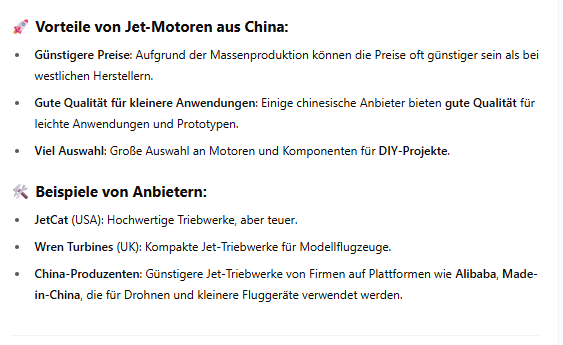 🚀 Vorteile von Jet-Motoren aus China:
• Günstigere Preise: Aufgrund der Massenproduktion können die Preise oft günstiger sein als bei
westlichen Herstellern.
• Gute Qualität für kleinere Anwendungen: Einige chinesische Anbieter bieten gute Qualität für
leichte Anwendungen und Prototypen.
• Viel Auswahl: Große Auswahl an Motoren und Komponenten für DIY-Projekte.
🛠️ Beispiele von Anbietern:
• JetCat (USA): Hochwertige Triebwerke, aber teuer.
• Wren Turbines (UK): Kompakte Jet-Triebwerke für Modellflugzeuge.
• China-Produzenten: Günstigere Jet-Triebwerke von Firmen auf Plattformen wie Alibaba, Made-
in-China, die für Drohnen und kleinere Fluggeräte verwendet werden.